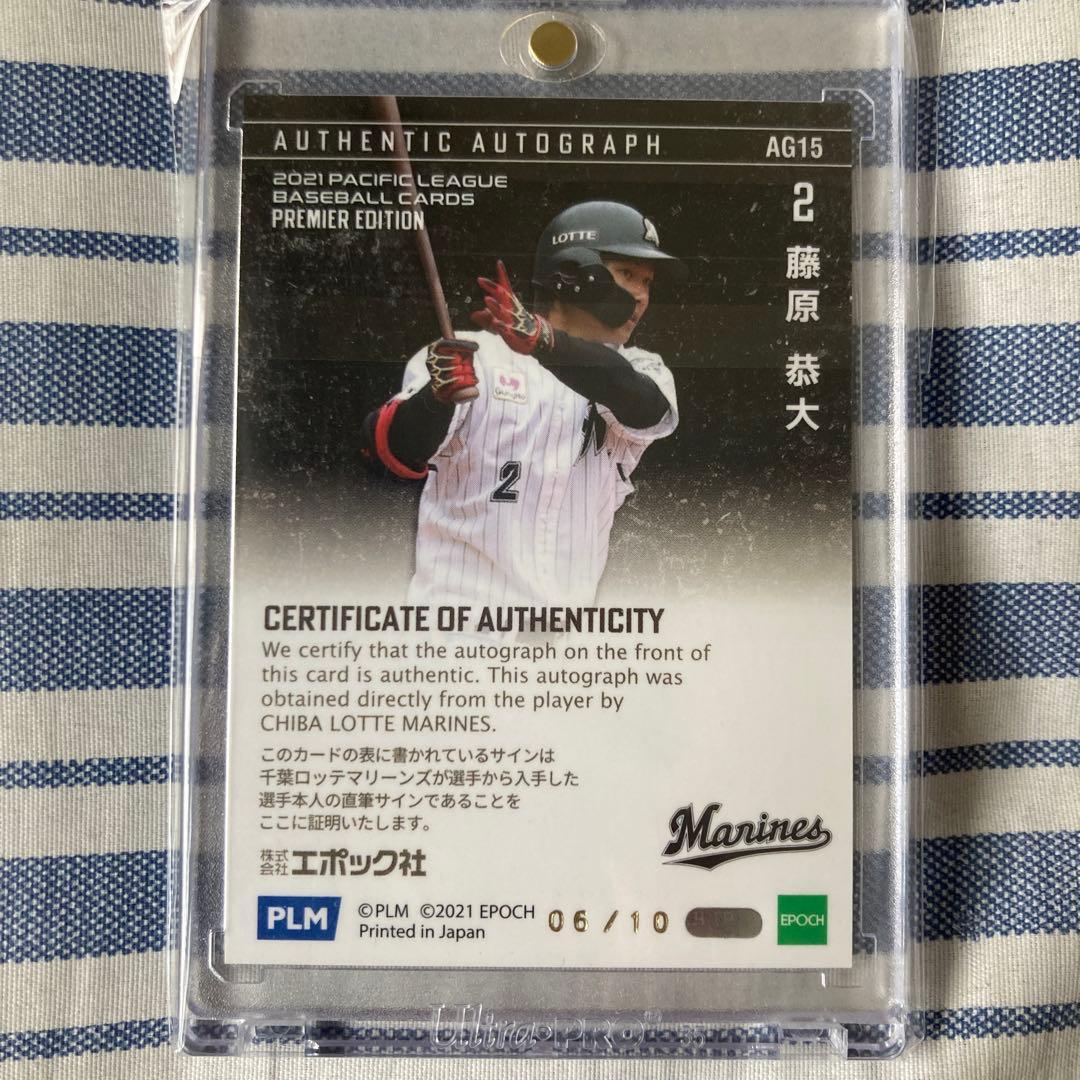 AUTHENTIC AUTOGRAPH AG15
2021 PACIFIC LEAGUE
BASEBALL CARDS
PREMIER EDITION
2 藤原 恭大
LOTTE
2
CERTIFICATE OF AUTHENTICITY
We certify that the autograph on the front of
this card is authentic. This autograph was
obtained directly from the player by
CHIBA LOTTE MARINES.
このカードの表に書かれているサインは
千葉ロッテマリーンズが選手から入手した
選手本人の直筆サインであることを
ここに証明いたします。
株式会社エポック社
Marines
PLM ©PLM ©2021 EPOCH 06/10 EPOCH
Printed in Japan
Ultra PRO®